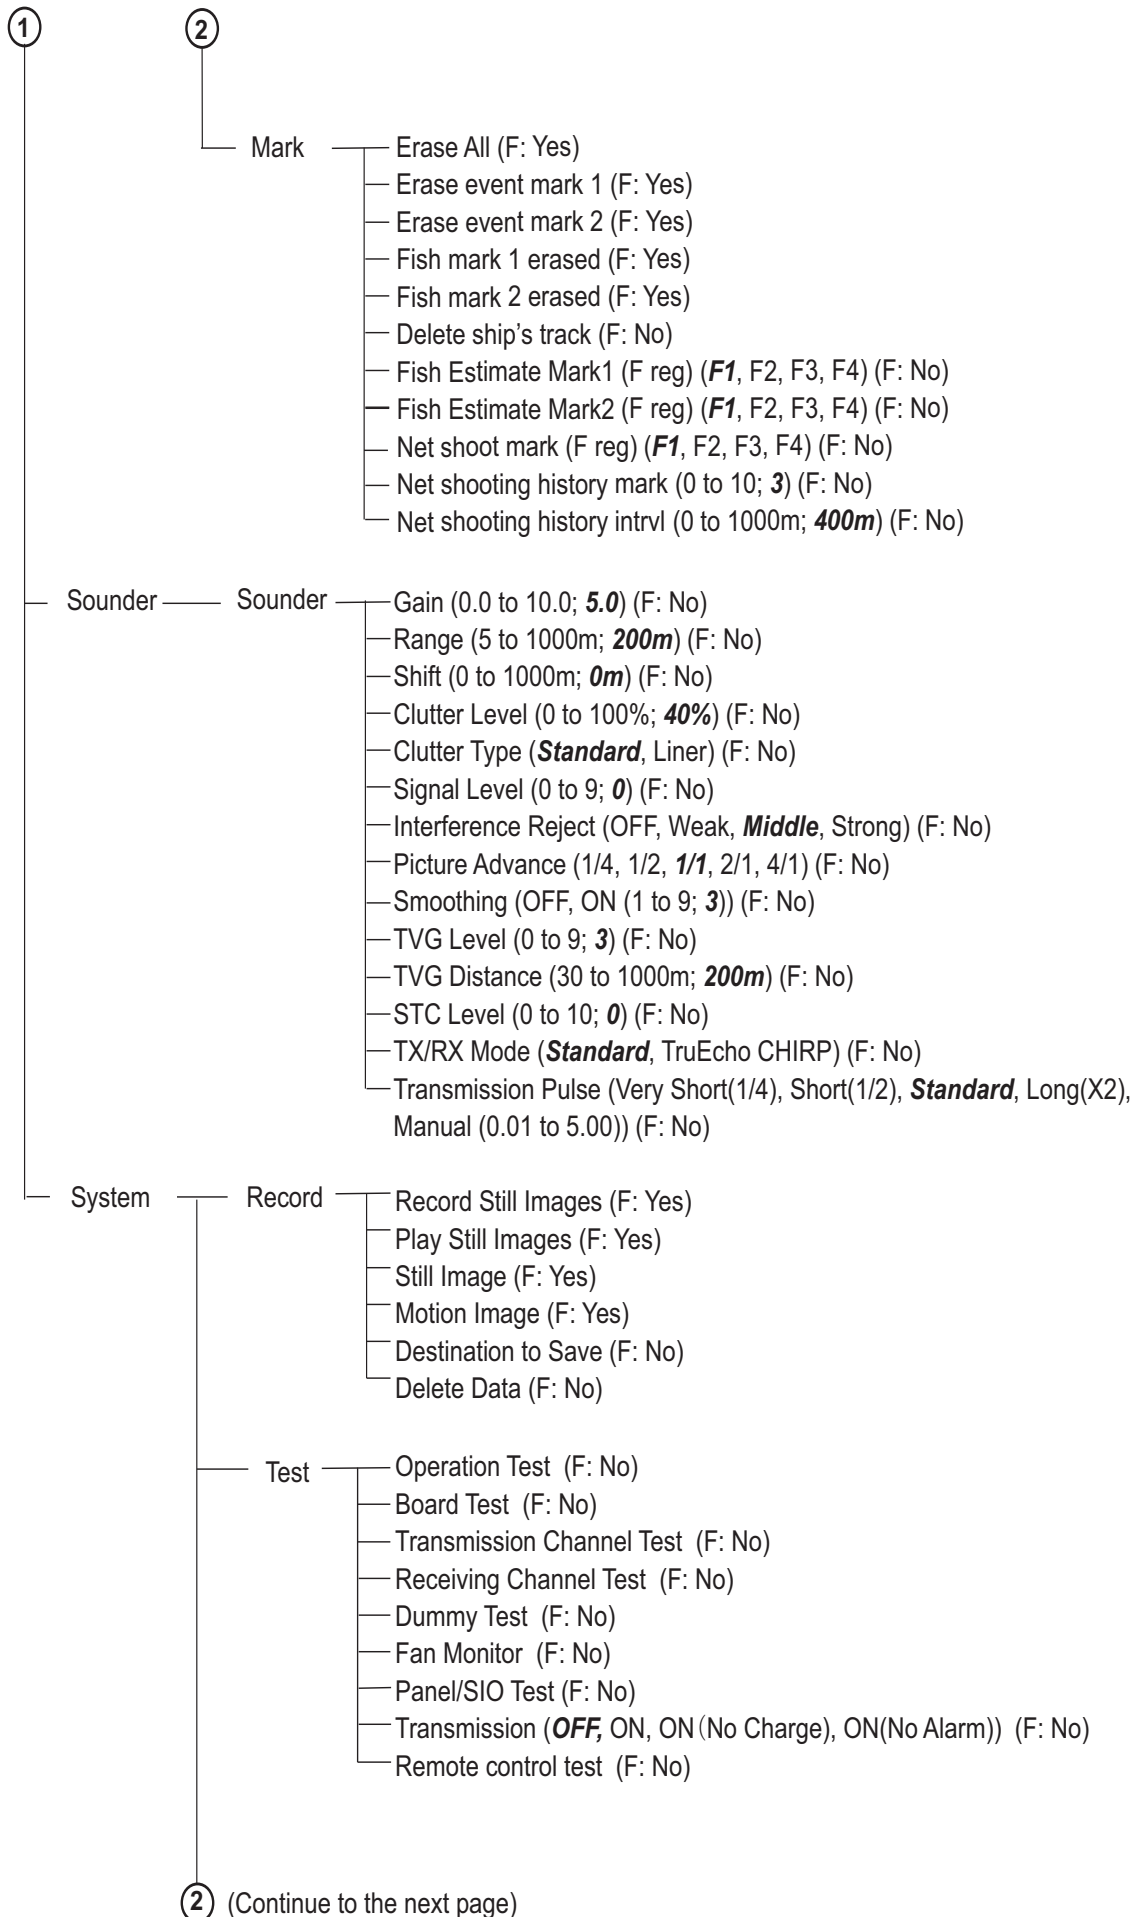 1 2
Mark Erase All (F: Yes)
Erase event mark 1 (F: Yes)
Erase event mark 2 (F: Yes)
Fish mark 1 erased (F: Yes)
Fish mark 2 erased (F: Yes)
Delete ship's track (F: No)
Fish Estimate Mark1 (F reg) (F1, F2, F3, F4) (F: No)
Fish Estimate Mark2 (F reg) (F1, F2, F3, F4) (F: No)
Net shoot mark (F reg) (F1, F2, F3, F4) (F: No)
Net shooting history mark (0 to 10; 3) (F: No)
Net shooting history intrvl (0 to 1000m; 400m) (F: No)
Sounder Sounder Gain (0.0 to 10.0; 5.0) (F: No)
Range (5 to 1000m; 200m) (F: No)
Shift (0 to 1000m; 0m) (F: No)
Clutter Level (0 to 100%; 40%) (F: No)
Clutter Type (Standard, Liner) (F: No)
Signal Level (0 to 9; 0) (F: No)
Interference Reject (OFF, Weak, Middle, Strong) (F: No)
Picture Advance (1/4, 1/2, 1/1, 2/1, 4/1) (F: No)
Smoothing (OFF, ON (1 to 9; 3)) (F: No)
TVG Level (0 to 9; 3) (F: No)
TVG Distance (30 to 1000m; 200m) (F: No)
STC Level (0 to 10; 0) (F: No)
TX/RX Mode (Standard, TruEcho CHIRP) (F: No)
Transmission Pulse (Very Short(1/4), Short(1/2), Standard, Long(X2),
Manual (0.01 to 5.00)) (F: No)
System Record Record Still Images (F: Yes)
Play Still Images (F: Yes)
Still Image (F: Yes)
Motion Image (F: Yes)
Destination to Save (F: No)
Delete Data (F: No)
Test Operation Test (F: No)
Board Test (F: No)
Transmission Channel Test (F: No)
Receiving Channel Test (F: No)
Dummy Test (F: No)
Fan Monitor (F: No)
Panel/SIO Test (F: No)
Transmission (OFF, ON, ON（No Charge), ON(No Alarm)) (F: No)
Remote control test (F: No)
2 (Continue to the next page)